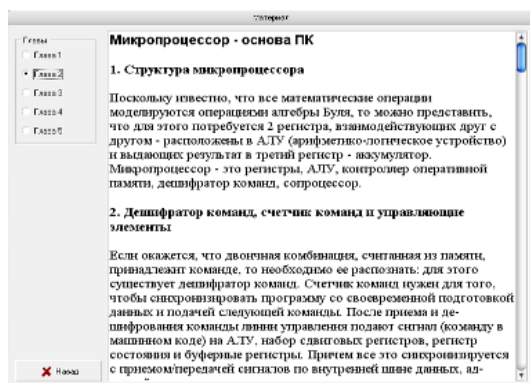 Материал
Главы
Глава 1
Глава 2
Глава 3
Глава 4
Глава 5
Назад
Микропроцессор - основа ПК
1. Структура микропроцессора
Поскольку известно, что все математические операции
моделируются операциями алгебры Буля, то можно представить,
что для этого потребуется 2 регистра, взаимодействующих друг с
другом - расположены в АЛУ (арифметико-логическое устройство)
и выдающих результат в третий регистр - аккумулятор.
Микропроцессор - это регистры, АЛУ, контроллер оперативной
памяти, дешифратор команд, сопроцессор.
2. Дешифратор команд, счетчик команд и управляющие
элементы
Если окажется, что двоичная комбинация, считанная из памяти,
принадлежит команде, то необходимо ее распознать: для этого
существует дешифратор команд. Счетчик команд нужен для того,
чтобы синхронизировать программу со своевременной подготовкой
данных и подачей следующей команды. После приема и де-
шифрования команды линии управления подают сигнал (команду в
машинном коде) на АЛУ, набор сдвиговых регистров, регистр
состояния и буферные регистры. Причем все это синхронизируется
с приемом/передачей сигналов по внутренней шине данных, ад-